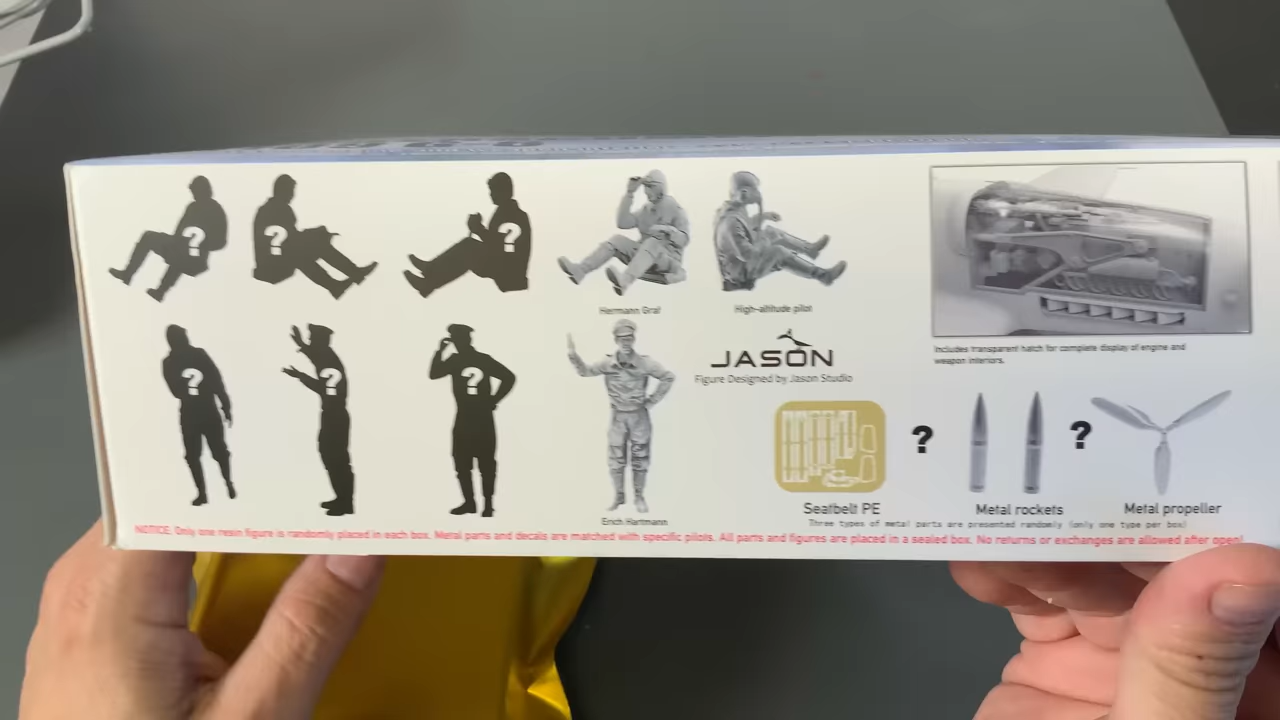 ?
?
?
Hermann Graf
High-altitude pilot
Includes transparent hatch for complete display of engine and
weapon interiors.
?
?
?
JASON
Figure Designed by Jason Studio
?
?
Seatbelt PE
Metal rockets
Metal propeller
Erich Hartmann
Three types of metal parts are presented randomly (only one type per box)
NOTICE: Only one resin figure is randomly placed in each box. Metal parts and decals are matched with specific pilots. All parts and figures are placed in a sealed box. No returns or exchanges are allowed after open!